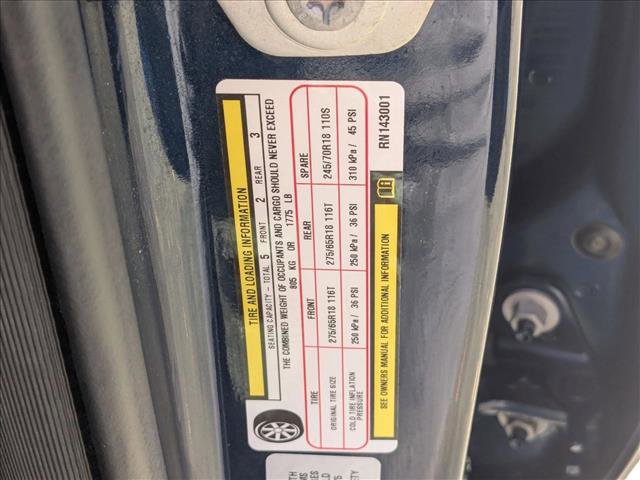 TIRE AND LOADING INFORMATION
SEATING CAPACITY – TOTAL 5 FRONT 2 REAR 3
THE COMBINED WEIGHT OF OCCUPANTS AND CARGO SHOULD NEVER EXCEED
805 KG OR 1775 LB
TIRE FRONT REAR SPARE
ORIGINAL TIRE SIZE 275/65R18 116T 275/65R18 116T 245/70R18 110S
COLD TIRE INFLATION
PRESSURE 250 kPa / 36 PSI 250 kPa / 36 PSI 310 kPa / 45 PSI
SEE OWNERS MANUAL FOR ADDITIONAL INFORMATION
RN143001